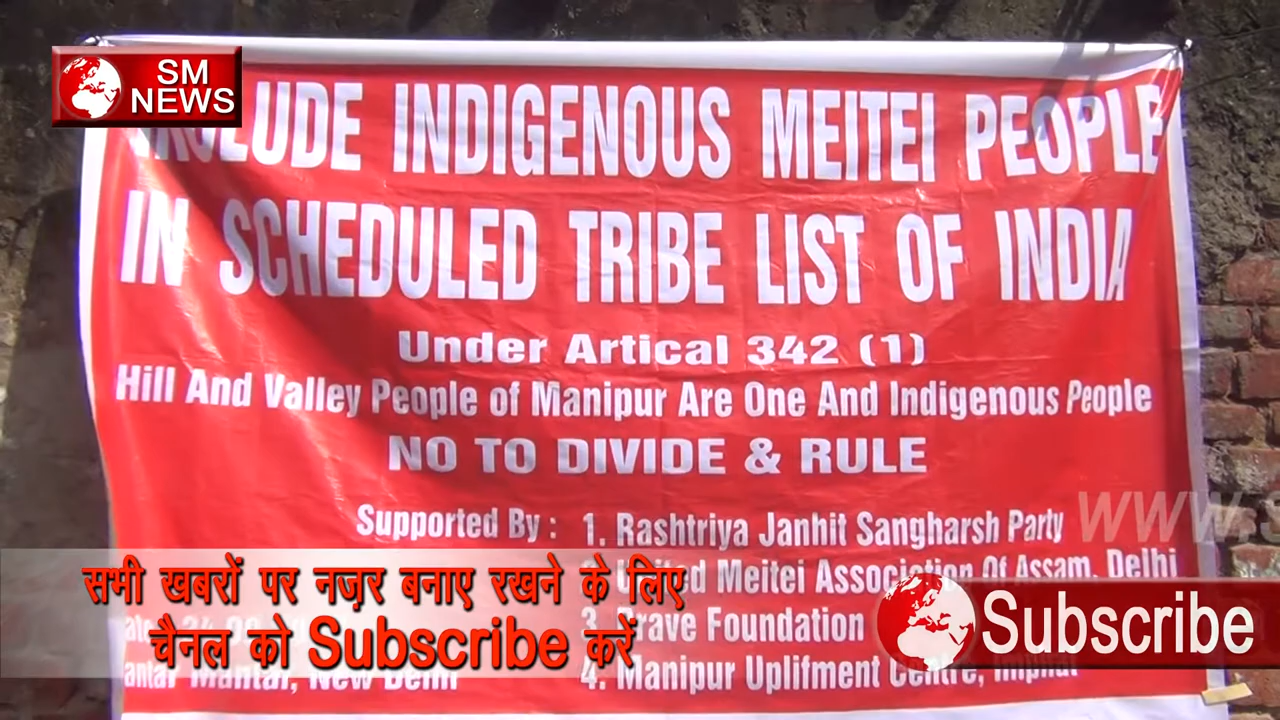 SM
NEWS
INCLUDE INDIGENOUS MEITEI PEOPLE
IN SCHEDULED TRIBE LIST OF INDIA
Under Artical 342 (1)
Hill And Valley People of Manipur Are One And Indigenous People
NO TO DIVIDE & RULE
Supported By : 1. Rashtriya Janhit Sangharsh Party
www.s
United Meitei Association Of Assam, Delhi
3. Brave Foundation
4. Manipur Uplifment Centre, Imphal
Mantar, New Delhi
सभी खबरों पर नज़र बनाए रखने के लिए
चैनल को Subscribe करें
Subscribe